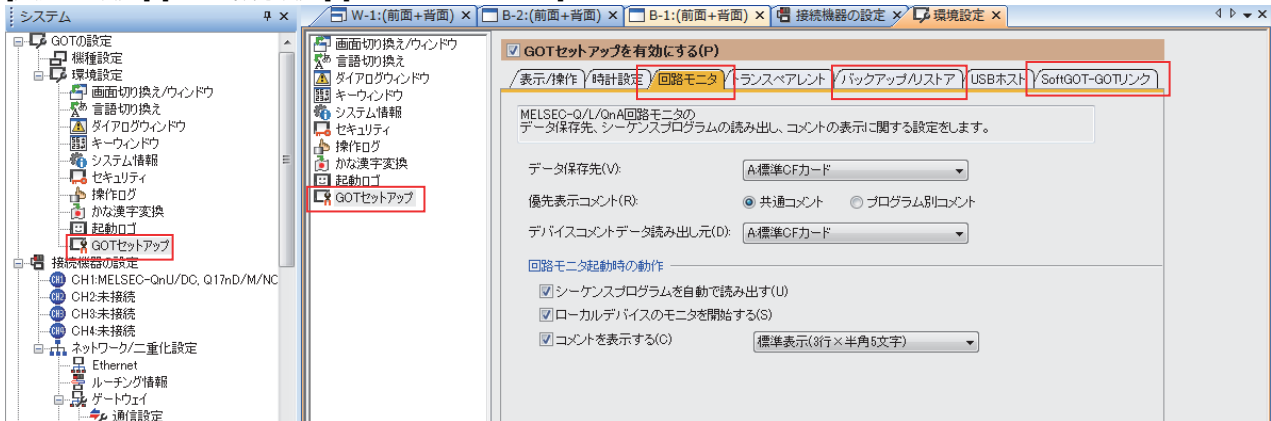 システム
GOTの設定
機種設定
環境設定
画面切り換え/ウィンドウ
言語切り換え
ダイアログウィンドウ
キーウィンドウ
システム情報
セキュリティ
操作ログ
かな漢字変換
起動ロゴ
GOTセットアップ
接続機器の設定
CH1:MELSEC-QnU/DC, Q17nD/M/NC
CH2:未接続
CH3:未接続
CH4:未接続
ネットワーク/二重化設定
Ethernet
ルーチング情報
ゲートウェイ
通信設定
W-1:(前面+背面) B-2:(前面+背面) B-1:(前面+背面) 接続機器の設定 環境設定
画面切り換え/ウィンドウ
言語切り換え
ダイアログウィンドウ
キーウィンドウ
システム情報
セキュリティ
操作ログ
かな漢字変換
起動ロゴ
GOTセットアップ
GOTセットアップを有効にする(P)
表示/操作 時計設定 回路モニタ トランスペアレント バックアップ/リストア USBホスト SoftGOT-GOTリンク
MELSEC-Q/L/QnA回路モニタの
データ保存先、シーケンスプログラムの読み出し、コメントの表示に関する設定をします。
データ保存先(V): A:標準CFカード
優先表示コメント(R): 共通コメント プログラム別コメント
デバイスコメントデータ読み出し元(D): A:標準CFカード
回路モニタ起動時の動作
シーケンスプログラムを自動で読み出す(U)
ローカルデバイスのモニタを開始する(S)
コメントを表示する(C) 標準表示(3行×半角5文字)